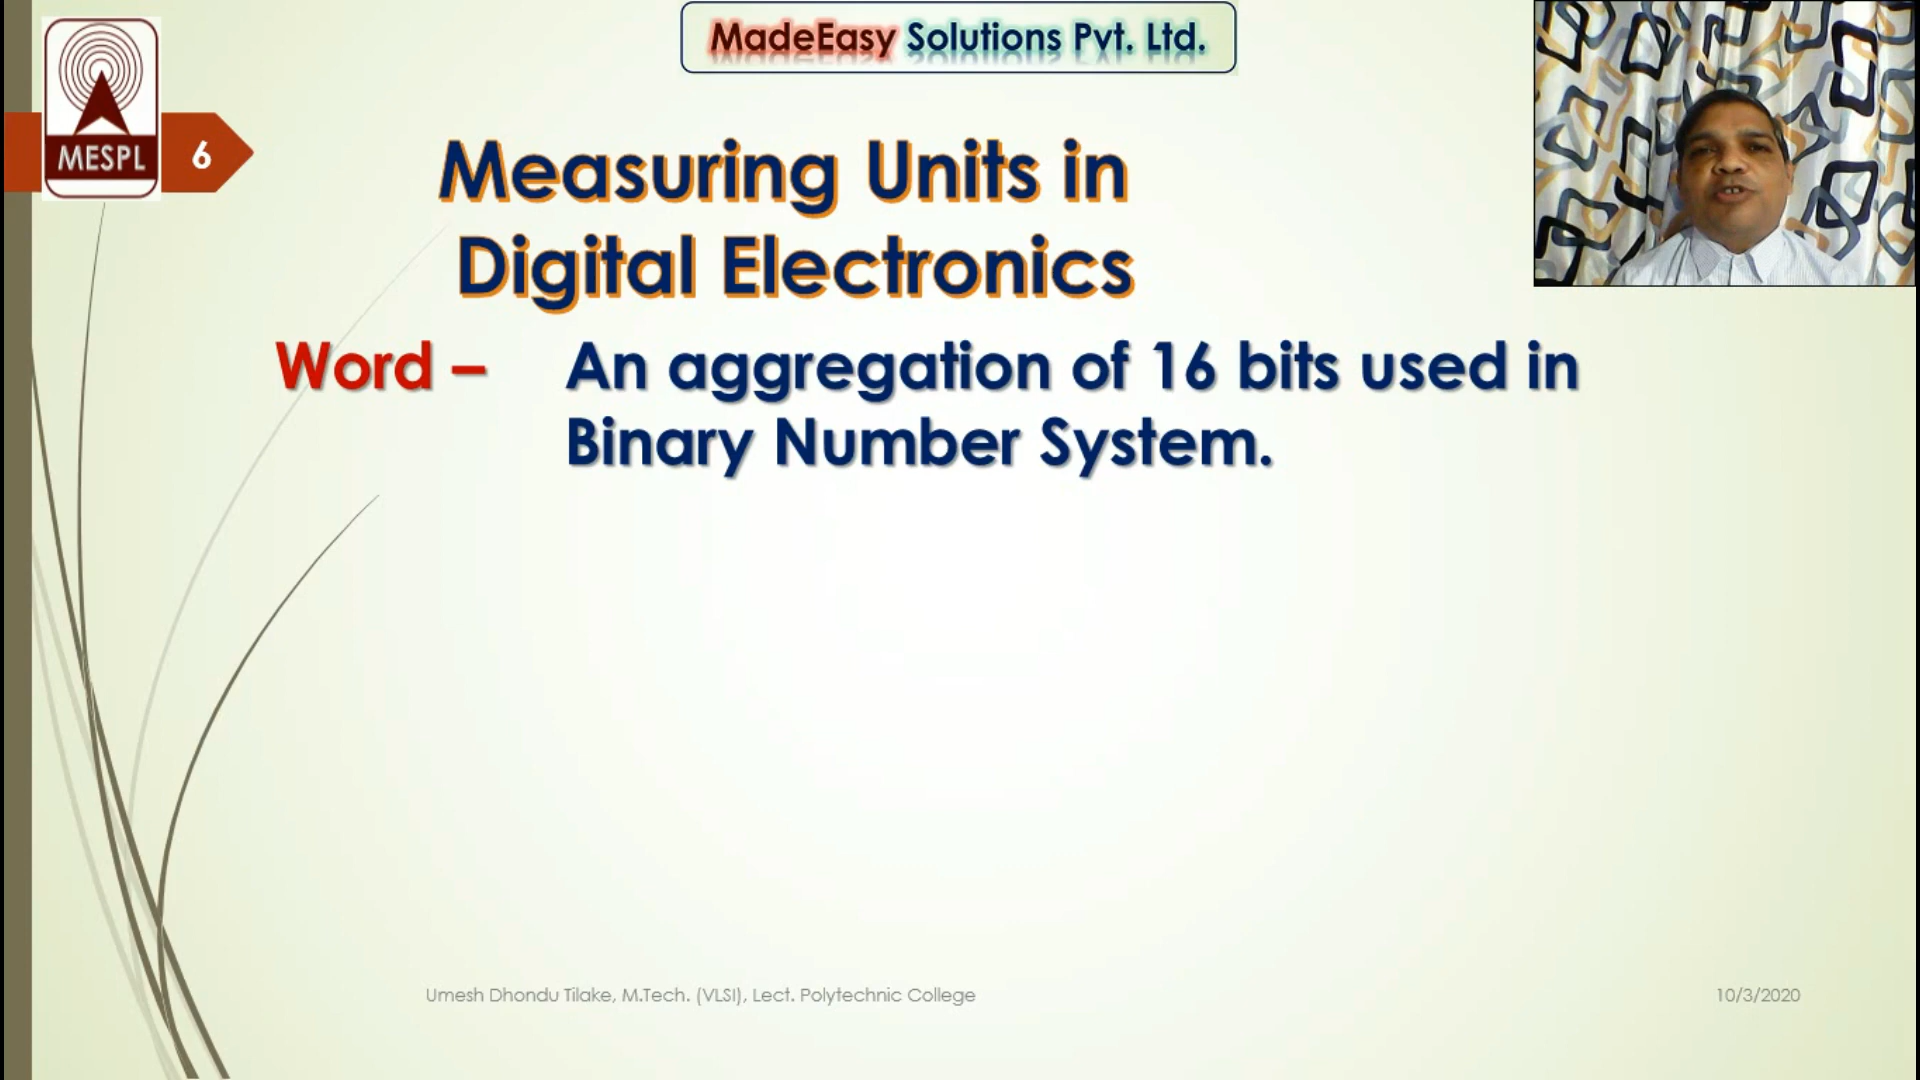 MadeEasy Solutions Pvt. Ltd.
MESPL
6
Measuring Units in
Digital Electronics
Word – An aggregation of 16 bits used in
Binary Number System.
Umesh Dhondu Tilake, M.Tech. (VLSI), Lect. Polytechnic College
10/3/2020